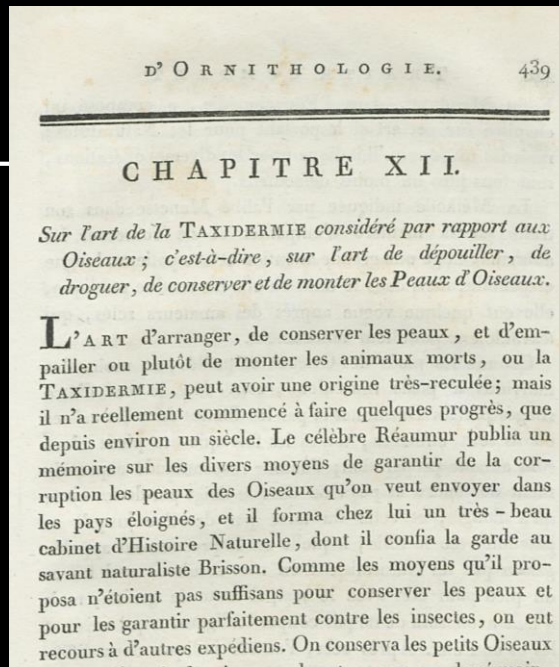 D' ORNITHOLOGIE. 439
CHAPITRE XII.
Sur l'art de la TAXIDERMIE considéré par rapport aux
Oiseaux ; c'est-à-dire, sur l'art de dépouiller, de
droguer, de conserver et de monter les Peaux d'Oiseaux.
L'ART d'arranger, de conserver les peaux, et d'em-
pailler ou plutôt de monter les animaux morts, ou la
TAXIDERMIE, peut avoir une origine très-reculée; mais
il n'a réellement commencé à faire quelques progrès, que
depuis environ un siècle. Le célèbre Réaumur publia un
mémoire sur les divers moyens de garantir de la cor-
ruption les peaux des Oiseaux qu'on veut envoyer dans
les pays éloignés, et il forma chez lui un très-beau
cabinet d'Histoire Naturelle, dont il confia la garde au
savant naturaliste Brisson. Comme les moyens qu'il pro-
posa n'étoient pas suffisans pour conserver les peaux et
pour les garantir parfaitement contre les insectes, on eut
recours à d'autres expédiens. On conserva les petits Oiseaux